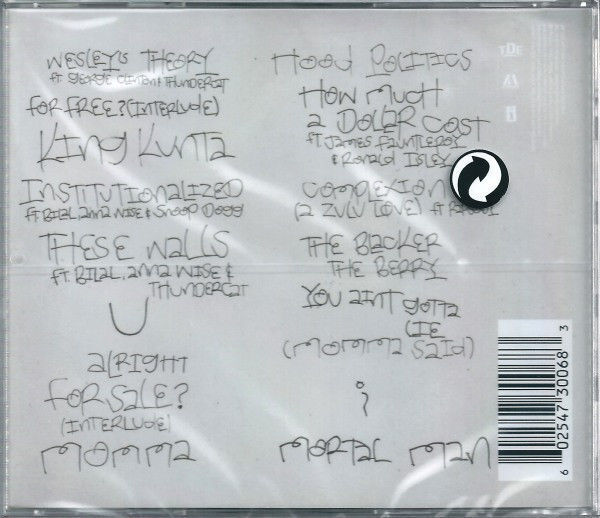 WESLEY'S THEORY
ft GEORGE CLINTON & THUNDERCAT
FOR FREE? (INTERLUDE)
KING KUNTA
INSTITUTIONALIZED
ft. BILAL, ANNA WISE & SNOOP DOGG
THESE WALLS
ft. BILAL, ANNA WISE &
THUNDERCAT
U
ALRIGHT
FOR SALE?
(INTERLUDE)
MOMMA
HOOD POLITICS
HOW MUCH
A DOLLAR COST
ft. JAMES FAUNTLEROY
& RONALD ISLEY
COMPLEXION
(A ZULU LOVE) ft
THE BLACKER
THE BERRY
YOU AINT GOTTA
LIE
(MOMMA SAID)
i
MORTAL MAN
TDE
6 02547 30068 3